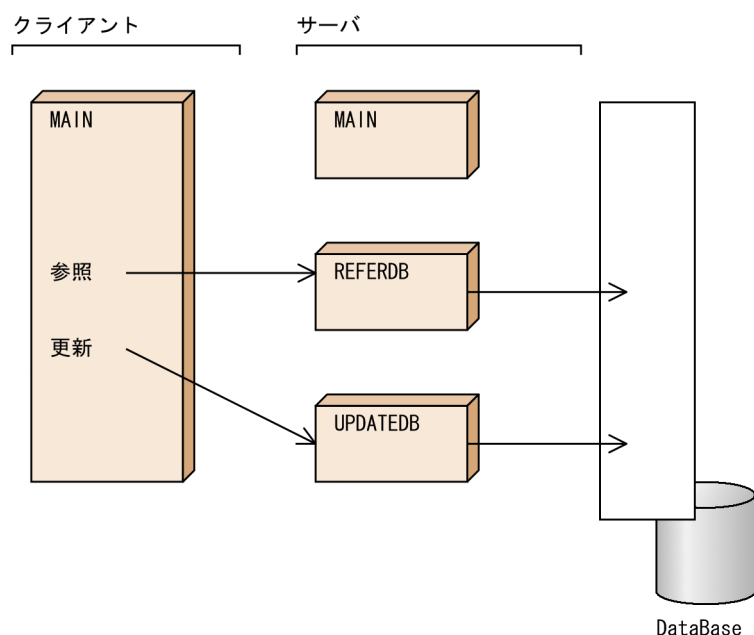 クライアント
サーバ
MAIN
MAIN
参照
REFERDB
更新
UPDATEDB
DataBase